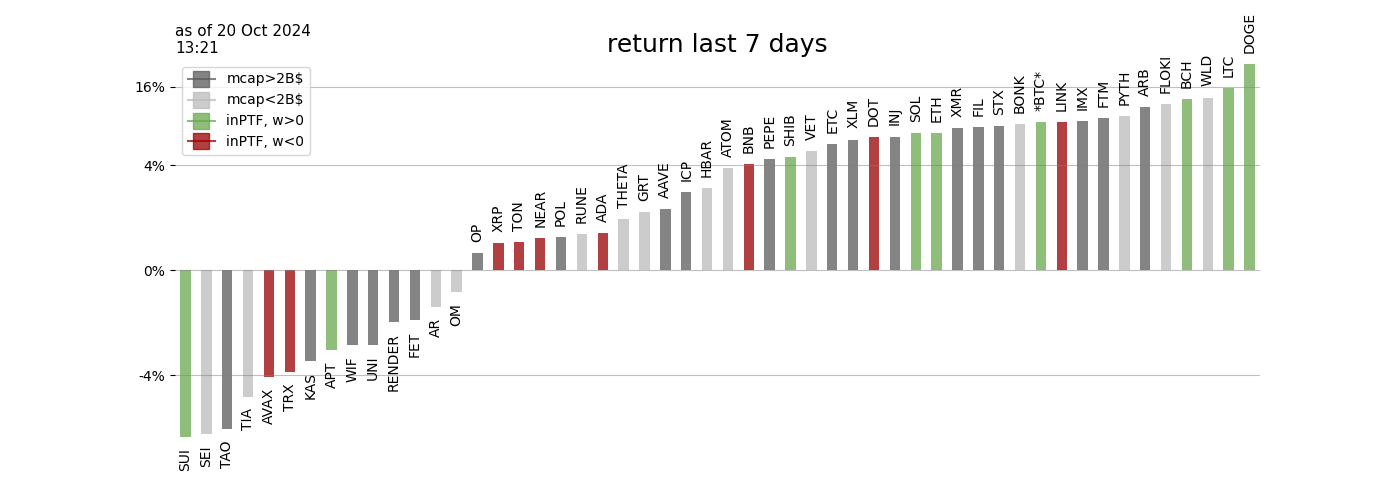 as of 20 Oct 2024
13:21
return last 7 days
mcap>2B$
mcap<2B$
inPTF, w>0
inPTF, w<0
16%
4%
0%
-4%
SUI
SEI
TAO
TIA
AVAX
TRX
KAS
APT
WIF
UNI
RENDER
FET
AR
OM
OP
XRP
TON
NEAR
POL
RUNE
ADA
THETA
GRT
AAVE
ICP
HBAR
ATOM
BNB
PEPE
SHIB
VET
ETC
XLM
DOT
INJ
SOL
ETH
XMR
FIL
STX
BONK
*BTC*
LINK
IMX
FTM
PYTH
ARB
FLOKI
BCH
WLD
LTC
DOGE